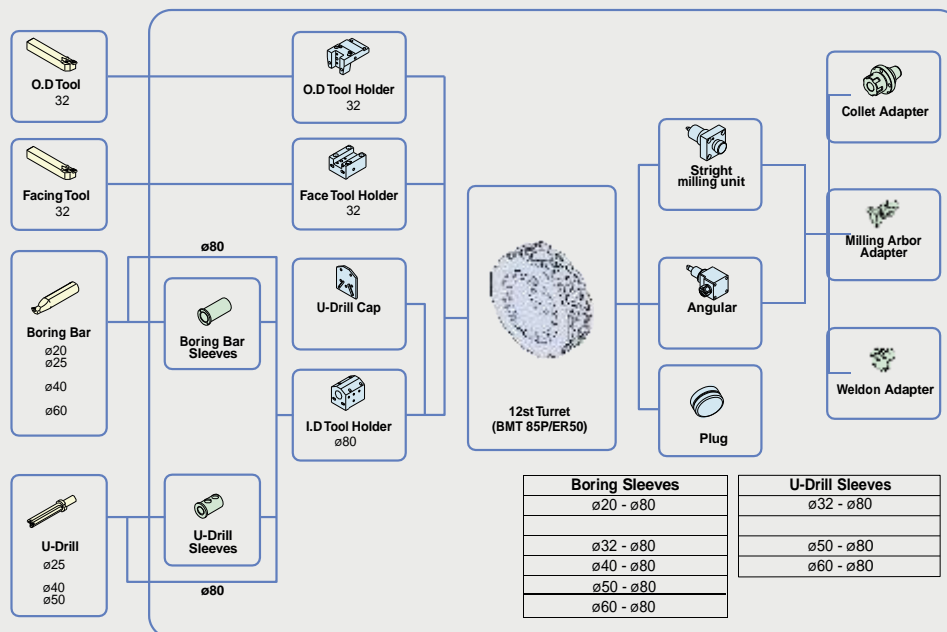 O.D Tool
32
Facing Tool
32
Boring Bar
ø20
ø25
ø40
ø60
U-Drill
ø25
ø40
ø50
ø80
Boring Bar
Sleeves
U-Drill
Sleeves
ø80
O.D Tool Holder
32
Face Tool Holder
32
U-Drill Cap
I.D Tool Holder
ø80
12st Turret
(BMT 85P/ER50)
Stright
milling unit
Angular
Plug
Collet Adapter
Milling Arbor
Adapter
Weldon Adapter
Boring Sleeves
ø20 - ø80
ø32 - ø80
ø40 - ø80
ø50 - ø80
ø60 - ø80
U-Drill Sleeves
ø32 - ø80
ø50 - ø80
ø60 - ø80